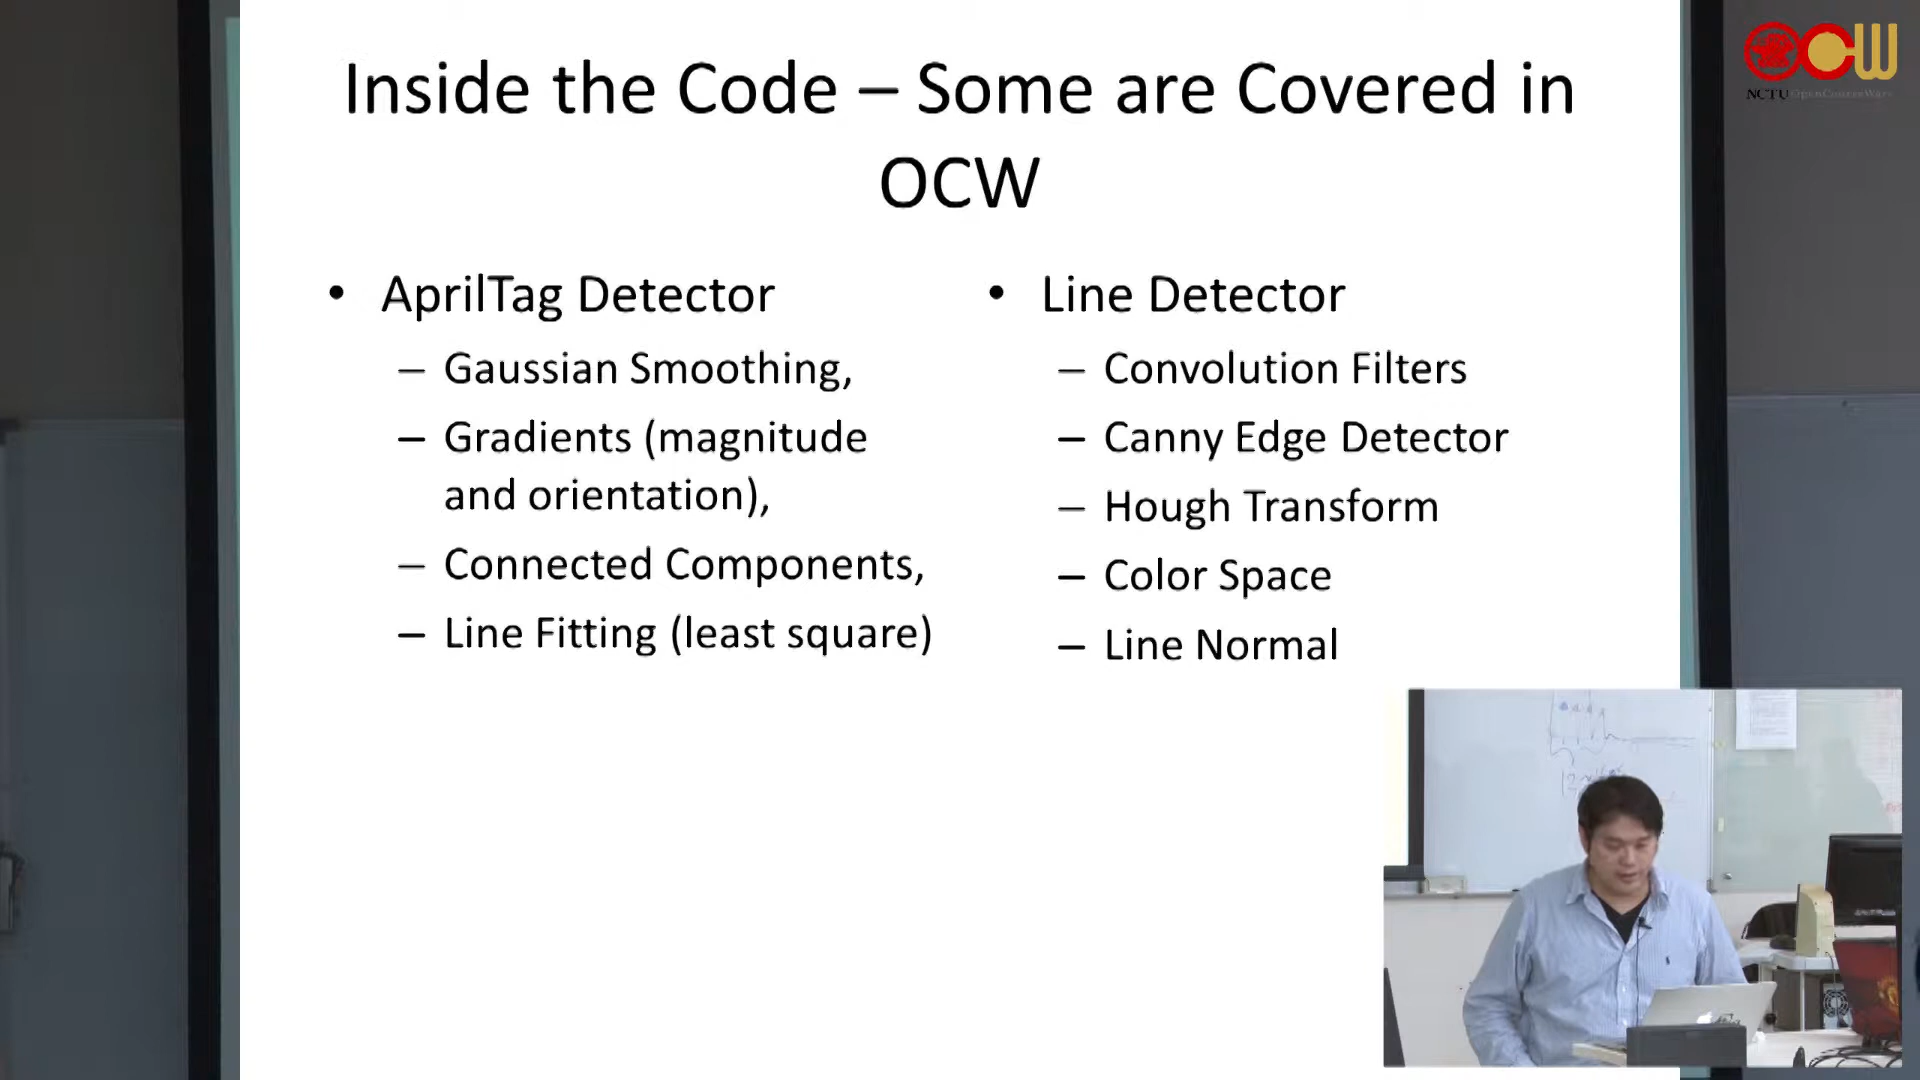 Inside the Code – Some are Covered in
OCW
• AprilTag Detector
– Gaussian Smoothing,
– Gradients (magnitude
and orientation),
– Connected Components,
– Line Fitting (least square)
• Line Detector
– Convolution Filters
– Canny Edge Detector
– Hough Transform
– Color Space
– Line Normal
OCW
NCTU OpenCourseWare